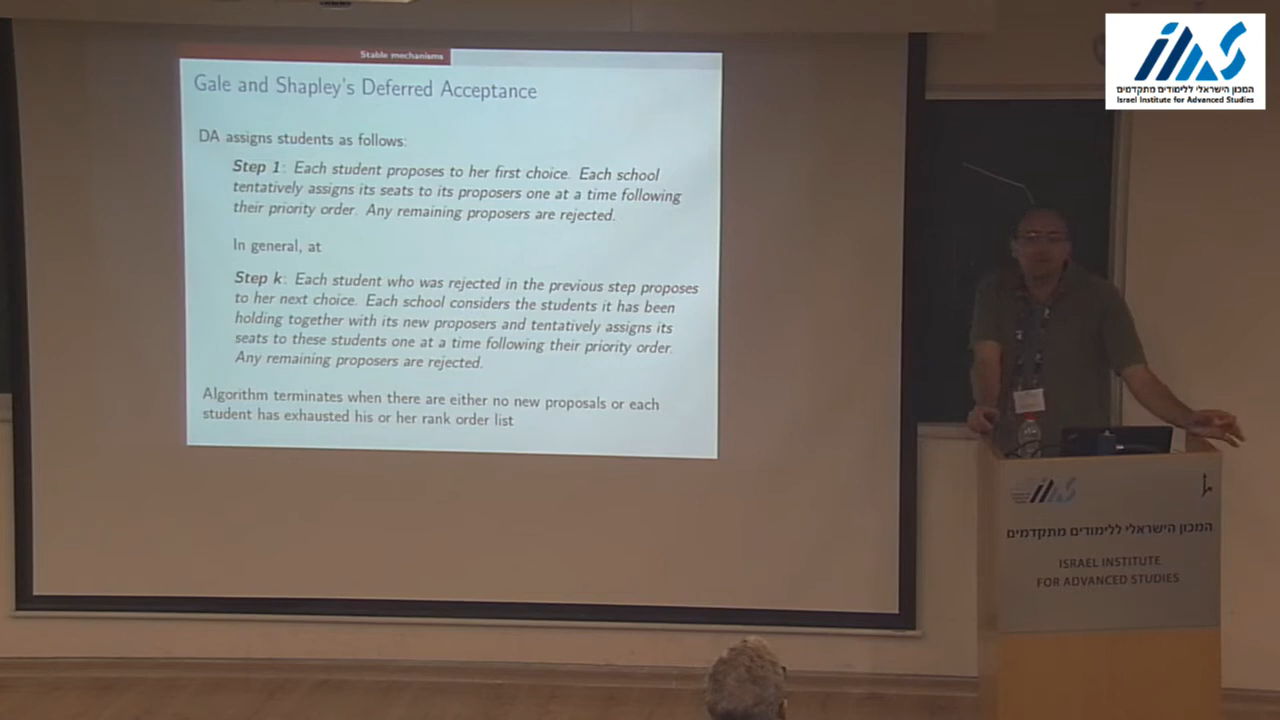 Stable mechanisms
Gale and Shapley's Deferred Acceptance
DA assigns students as follows:
Step 1: Each student proposes to her first choice. Each school
tentatively assigns its seats to its proposers one at a time following
their priority order. Any remaining proposers are rejected.
In general, at
Step k: Each student who was rejected in the previous step proposes
to her next choice. Each school considers the students it has been
holding together with its new proposers and tentatively assigns its
seats to these students one at a time following their priority order.
Any remaining proposers are rejected.
Algorithm terminates when there are either no new proposals or each
student has exhausted his or her rank order list
המכון הישראלי ללימודים מתקדמים
Israel Institute for Advanced Studies
המכון הישראלי ללימודים מתקדמים
ISRAEL INSTITUTE
FOR ADVANCED STUDIES